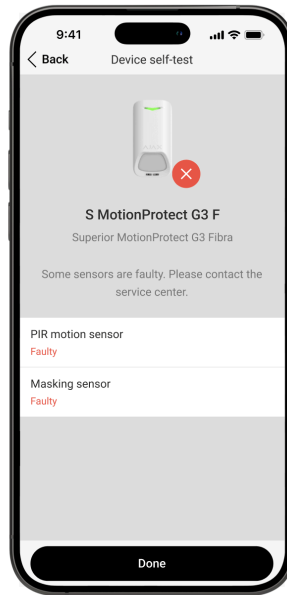 9:41
Back
Device self-test
S MotionProtect G3 F
Superior MotionProtect G3 Fibra
Some sensors are faulty. Please contact the
service center.
PIR motion sensor
Faulty
Masking sensor
Faulty
Done